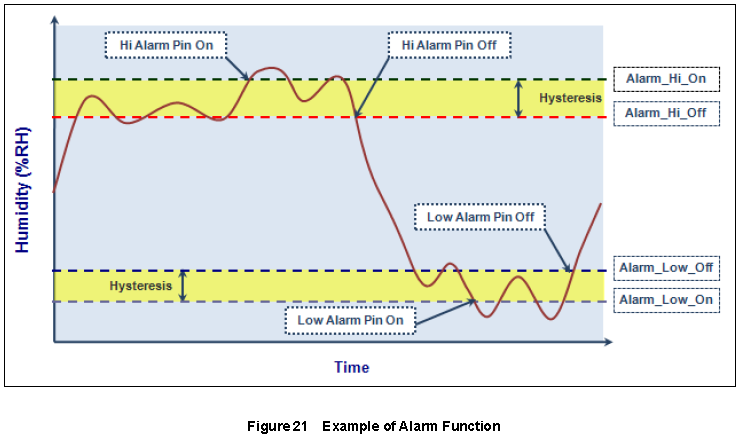 Hi Alarm Pin On
Hi Alarm Pin Off
Alarm_Hi_On
Hysteresis
Alarm_Hi_Off
Humidity (%RH)
Low Alarm Pin Off
Alarm_Low_Off
Hysteresis
Alarm_Low_On
Low Alarm Pin On
Time
Figure 21 Example of Alarm Function